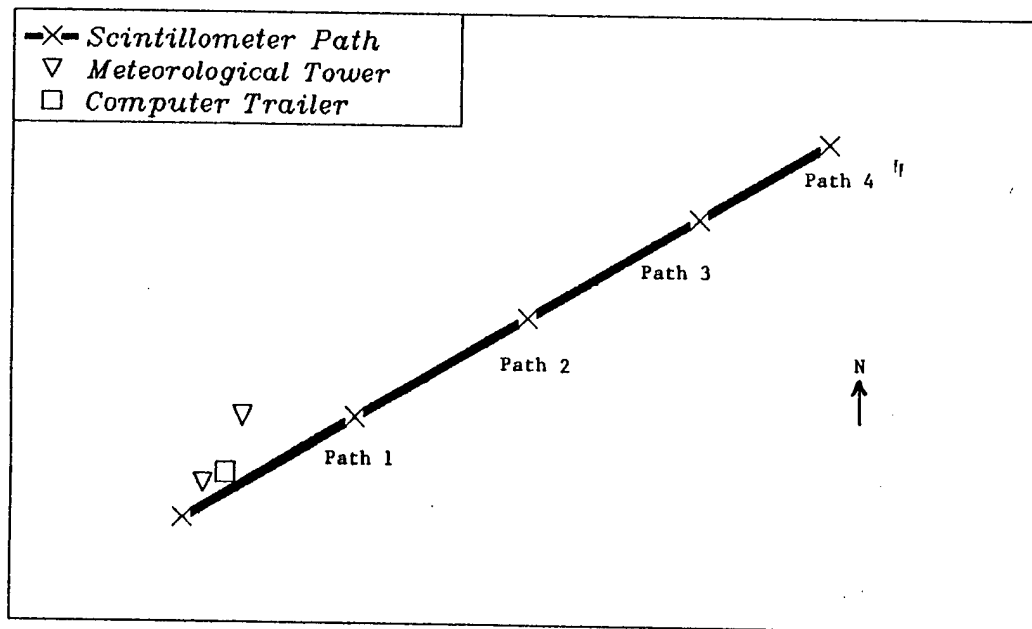 Scintillometer Path
Meteorological Tower
Computer Trailer
Path 4
Path 3
Path 2
N
Path 1